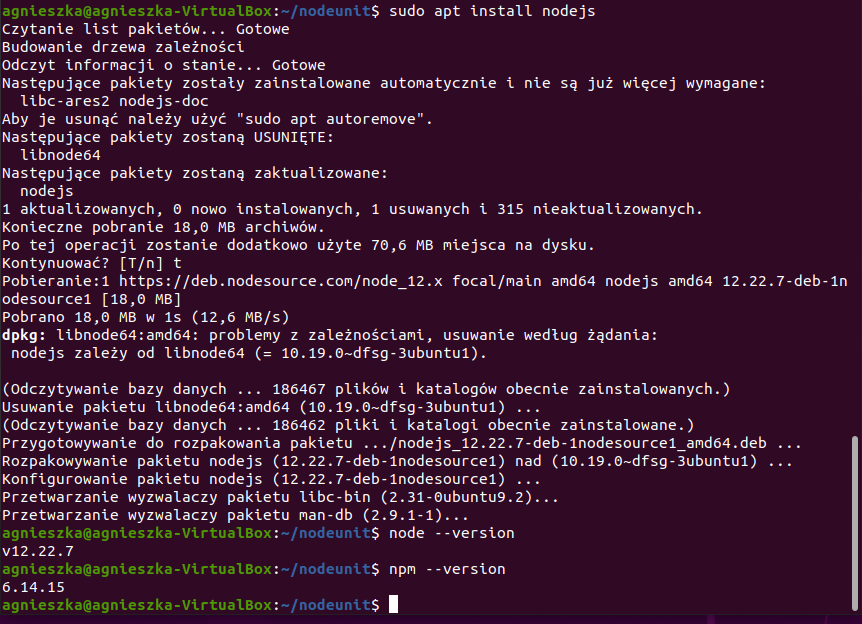 agnieszka@agnieszka-VirtualBox:~/nodeunit$ sudo apt install nodejs
Czytanie list pakietów... Gotowe
Budowanie drzewa zależności
Odczyt informacji o stanie... Gotowe
Następujące pakiety zostały zainstalowane automatycznie i nie są już więcej wymagane:
  libc-ares2 nodejs-doc
Aby je usunąć należy użyć "sudo apt autoremove".
Następujące pakiety zostaną USUNIĘTE:
  libnode64
Następujące pakiety zostaną zaktualizowane:
  nodejs
1 aktualizowanych, 0 nowo instalowanych, 1 usuwanych i 315 nieaktualizowanych.
Konieczne pobranie 18,0 MB archiwów.
Po tej operacji zostanie dodatkowo użyte 70,6 MB miejsca na dysku.
Kontynuować? [T/n] t
Pobieranie:1 https://deb.nodesource.com/node_12.x focal/main amd64 nodejs amd64 12.22.7-deb-1n
odesource1 [18,0 MB]
Pobrano 18,0 MB w 1s (12,6 MB/s)
dpkg: libnode64:amd64: problemy z zależnościami, usuwanie według żądania:
 nodejs zależy od libnode64 (= 10.19.0~dfsg-3ubuntu1).

(Odczytywanie bazy danych ... 186467 plików i katalogów obecnie zainstalowanych.)
Usuwanie pakietu libnode64:amd64 (10.19.0~dfsg-3ubuntu1) ...
(Odczytywanie bazy danych ... 186462 pliki i katalogi obecnie zainstalowane.)
Przygotowywanie do rozpakowania pakietu .../nodejs_12.22.7-deb-1nodesource1_amd64.deb ...
Rozpakowywanie pakietu nodejs (12.22.7-deb-1nodesource1) nad (10.19.0~dfsg-3ubuntu1) ...
Konfigurowanie pakietu nodejs (12.22.7-deb-1nodesource1) ...
Przetwarzanie wyzwalaczy pakietu libc-bin (2.31-0ubuntu9.2)...
Przetwarzanie wyzwalaczy pakietu man-db (2.9.1-1)...
agnieszka@agnieszka-VirtualBox:~/nodeunit$ node --version
v12.22.7
agnieszka@agnieszka-VirtualBox:~/nodeunit$ npm --version
6.14.15
agnieszka@agnieszka-VirtualBox:~/nodeunit$